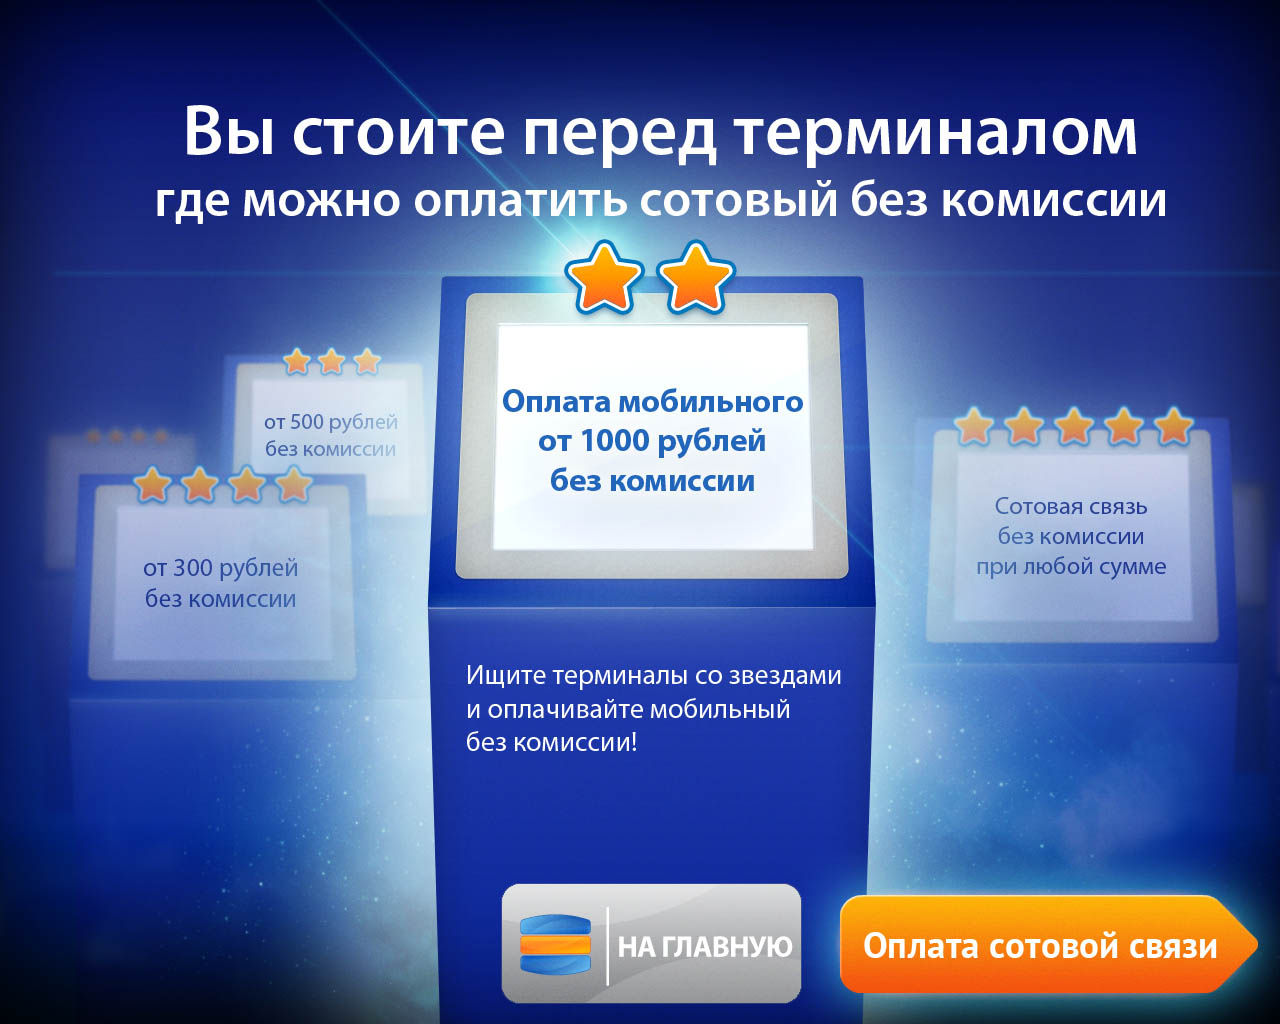 Вы стоите перед терминалом
где можно оплатить сотовый без комиссии
от 500 рублей
без комиссии
от 300 рублей
без комиссии
Оплата мобильного
от 1000 рублей
без комиссии
Сотовая связь
без комиссии
при любой сумме
Ищите терминалы со звездами
и оплачивайте мобильный
без комиссии!
НА ГЛАВНУЮ
Оплата сотовой связи